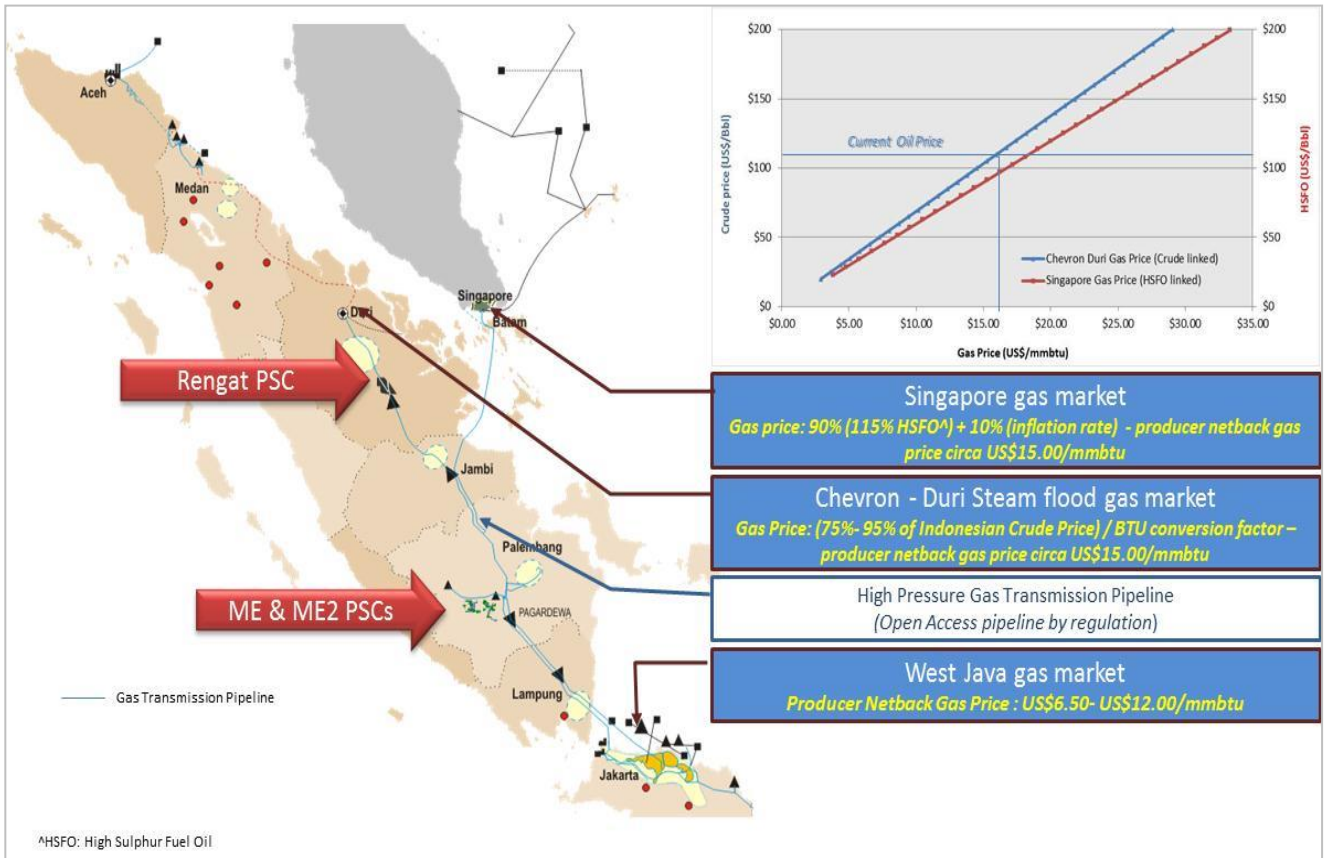 Aceh
Medan
Duri
Singapore
Batam
Rengat PSC
Jambi
Palembang
ME & ME2 PSCs
PAGARDEWA
Lampung
Gas Transmission Pipeline
Jakarta
^HSFO: High Sulphur Fuel Oil
$200
$150
$100
$50
$0
Crude price (US$/Bbl)
Current Oil Price
Chevron Duri Gas Price (Crude linked)
Singapore Gas Price (HSFO linked)
$200
$150
$100
$50
$0
HSFO (US$/Bbl)
$0.00 $5.00 $10.00 $15.00 $20.00 $25.00 $30.00 $35.00
Gas Price (US$/mmbtu)
Singapore gas market
Gas price: 90% (115% HSFO^) + 10% (inflation rate) - producer netback gas
price circa US$15.00/mmbtu
Chevron - Duri Steam flood gas market
Gas Price: (75%- 95% of Indonesian Crude Price) / BTU conversion factor –
producer netback gas price circa US$15.00/mmbtu
High Pressure Gas Transmission Pipeline
(Open Access pipeline by regulation)
West Java gas market
Producer Netback Gas Price : US$6.50- US$12.00/mmbtu